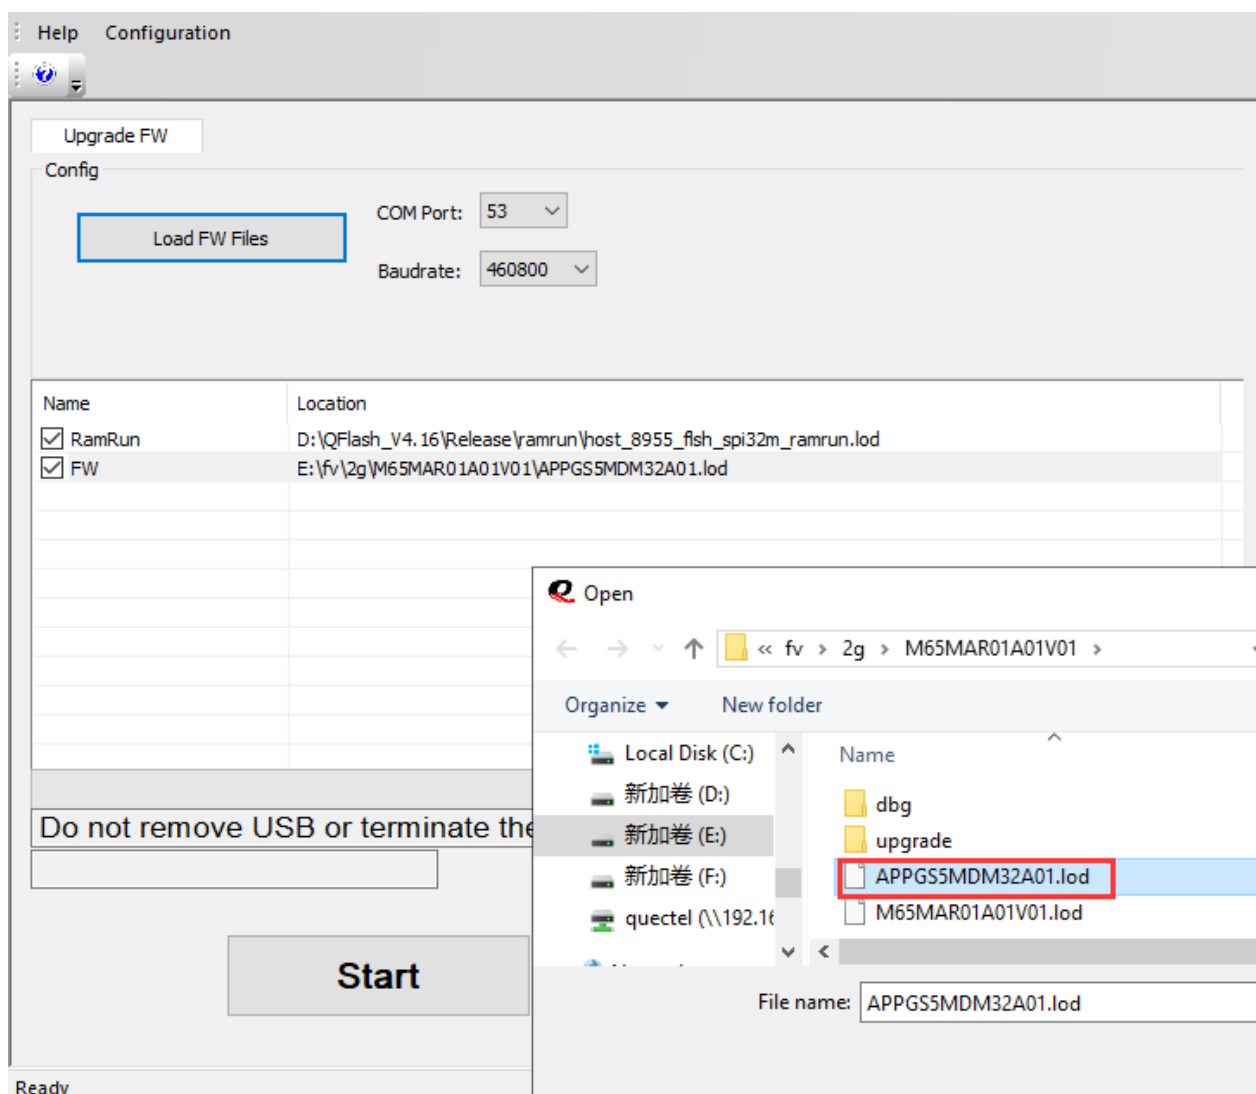 Help Configuration
Upgrade FW
Config
Load FW Files
COM Port: 53
Baudrate: 460800
Name Location
RamRun D:\QFlash_V4.16\Release\ramrun\host_8955_flsh_spi32m_ramrun.lod
FW E:\fv\2g\M65MAR01A01V01\APPGS5MDM32A01.lod
Do not remove USB or terminate the
Start
Ready
Open
« fv > 2g > M65MAR01A01V01 >
Organize New folder
Local Disk (C:)
新加卷 (D:)
新加卷 (E:)
新加卷 (F:)
quectel (\\192.16
Name
dbg
upgrade
APPGS5MDM32A01.lod
M65MAR01A01V01.lod
File name: APPGS5MDM32A01.lod